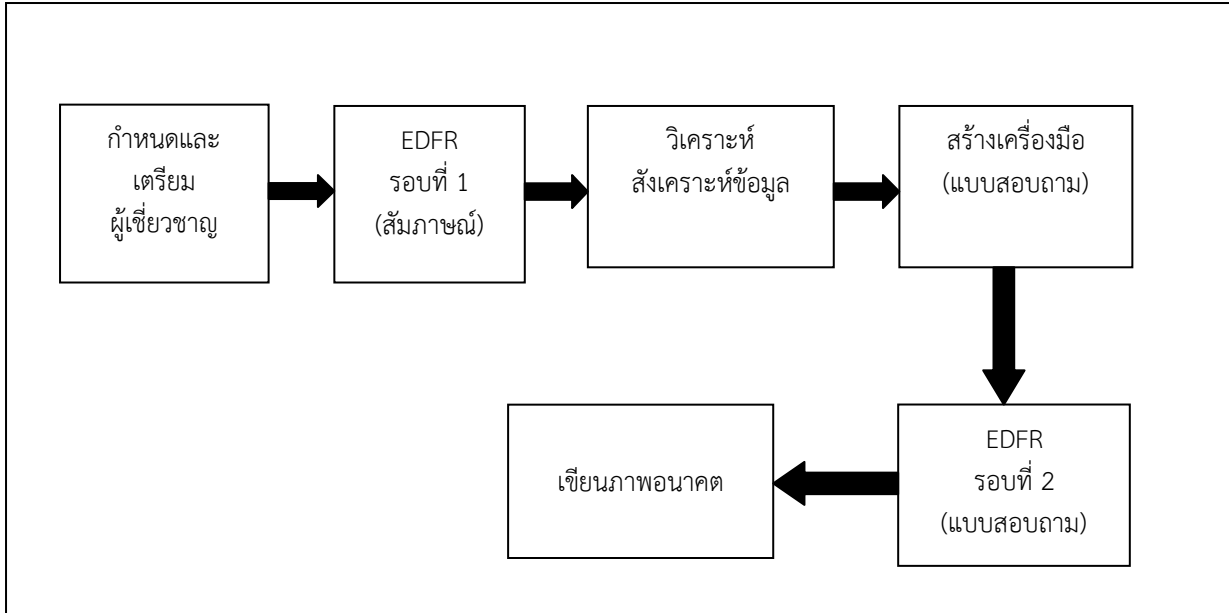 กำหนดและ
เตรียม
ผู้เชี่ยวชาญ
EDFR
รอบที่ 1
(สัมภาษณ์)
วิเคราะห์
สังเคราะห์ข้อมูล
สร้างเครื่องมือ
(แบบสอบถาม)
EDFR
รอบที่ 2
(แบบสอบถาม)
เขียนภาพอนาคต